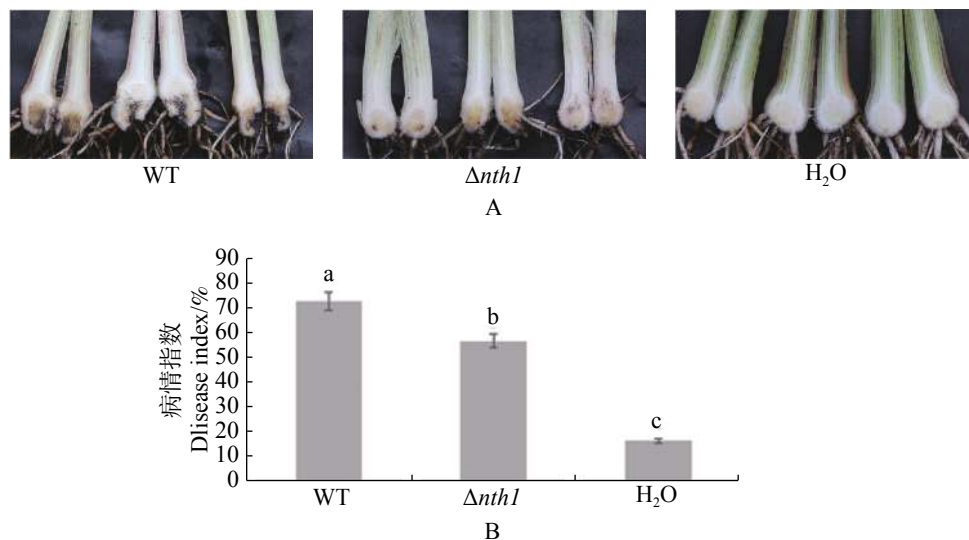 WT
Δnth1
H₂O
A
90
80
70
60
50
40
30
20
10
0
病情指数
Dlisease index/%
a
b
c
WT
Δnth1
H₂O
B